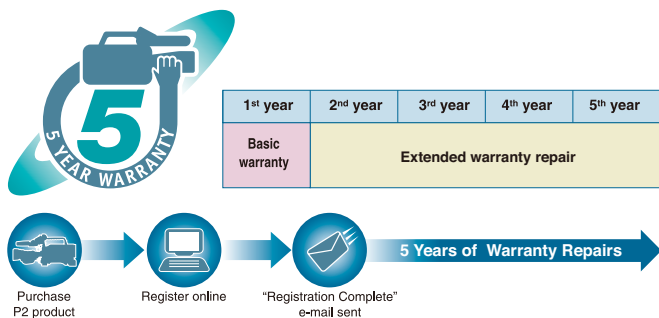 5
5 YEAR WARRANTY
1st year 2nd year 3rd year 4th year 5th year
Basic
warranty
Extended warranty repair
5 Years of Warranty Repairs
Purchase
P2 product
Register online
“Registration Complete”
e-mail sent